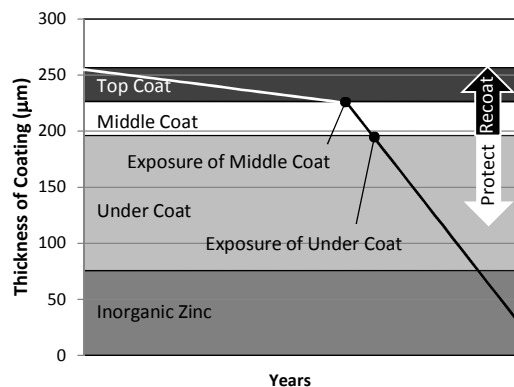 Thickness of Coating (μm)
300
250
200
150
100
50
0
Top Coat
Middle Coat
Exposure of Middle Coat
Under Coat
Exposure of Under Coat
Inorganic Zinc
Recoat
Protect
Years